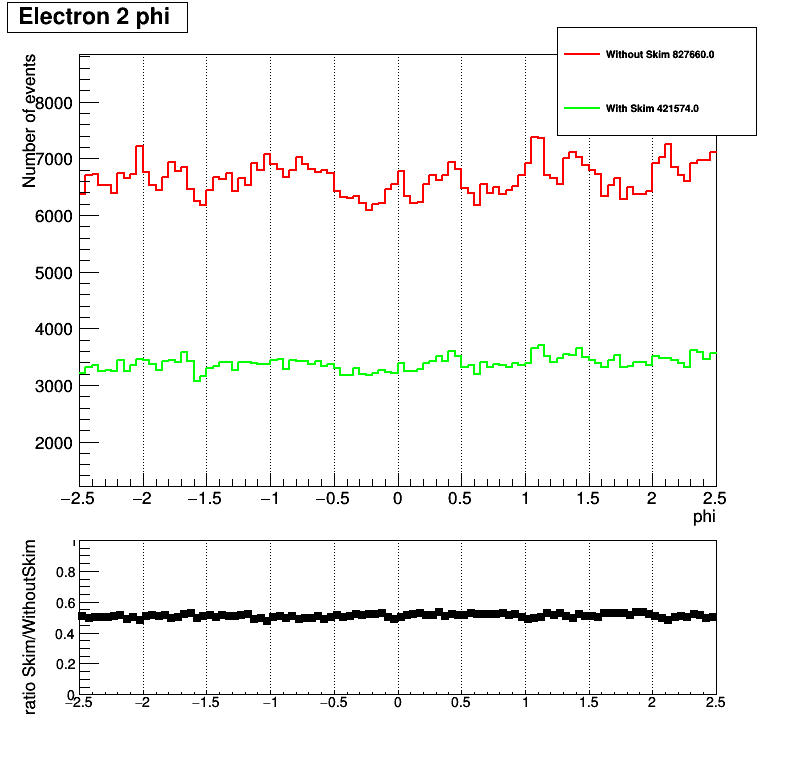 Electron 2 phi
Number of events
Without Skim 827660.0
With Skim 421574.0
8000
7000
6000
5000
4000
3000
2000
−2.5 −2 −1.5 −1 −0.5 0 0.5 1 1.5 2 2.5
phi
ratio Skim/WithoutSkim
1
0.8
0.6
0.4
0.2
0
−2.5 −2 −1.5 −1 −0.5 0 0.5 1 1.5 2 2.5